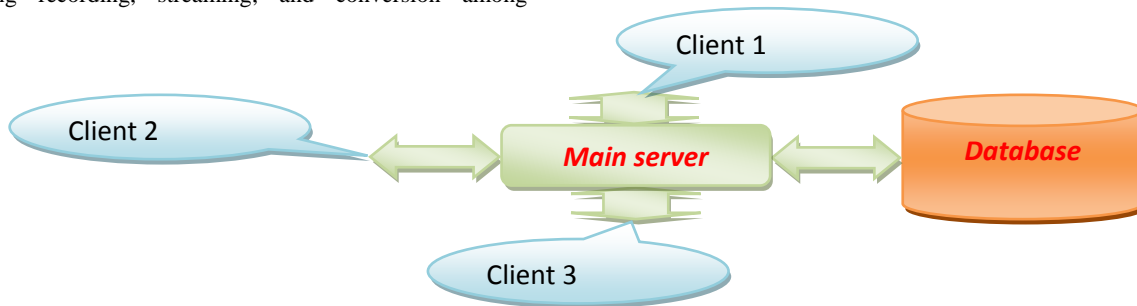 recording, streaming, and conversion among
Client 1
Client 2
Main server
Database
Client 3